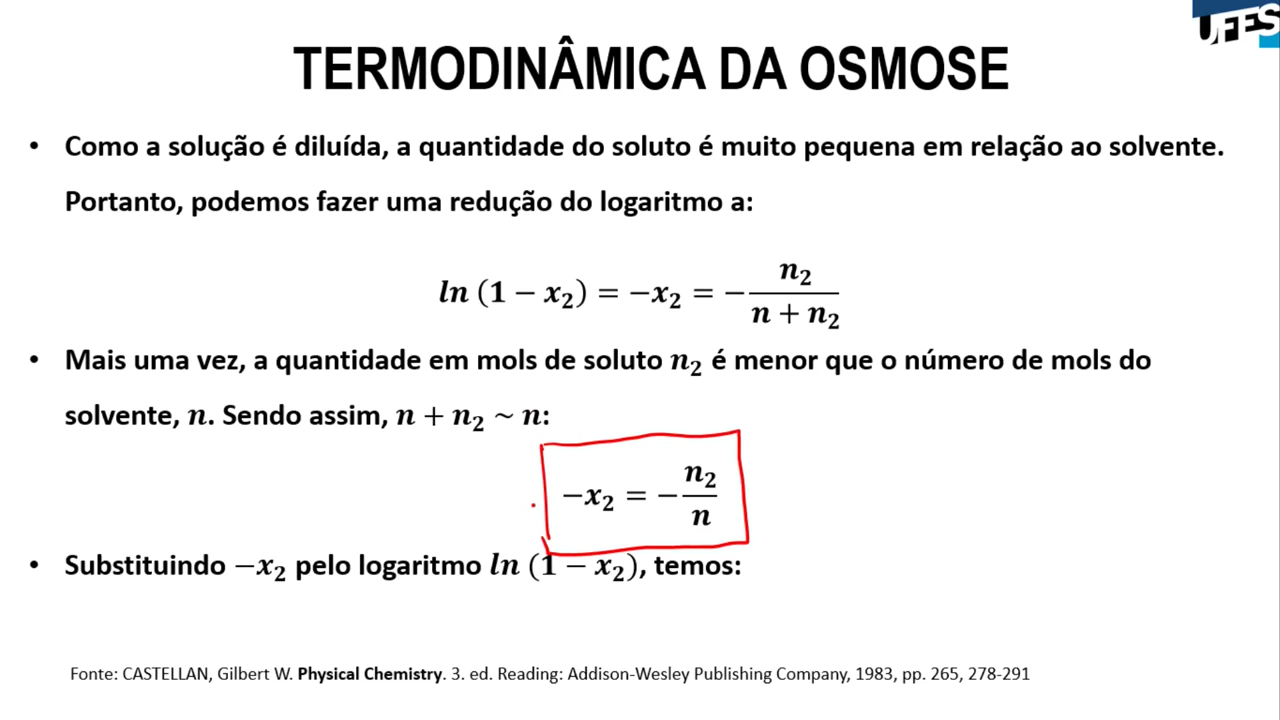 UFES
TERMODINÂMICA DA OSMOSE
• Como a solução é diluída, a quantidade do soluto é muito pequena em relação ao solvente.
Portanto, podemos fazer uma redução do logaritmo a:
ln (1 − x₂) = −x₂ = − n₂ / (n + n₂)
• Mais uma vez, a quantidade em mols de soluto n₂ é menor que o número de mols do
solvente, n. Sendo assim, n + n₂ ~ n:
−x₂ = − n₂ / n
• Substituindo −x₂ pelo logaritmo ln (1 − x₂), temos:
Fonte: CASTELLAN, Gilbert W. Physical Chemistry. 3. ed. Reading: Addison-Wesley Publishing Company, 1983, pp. 265, 278-291